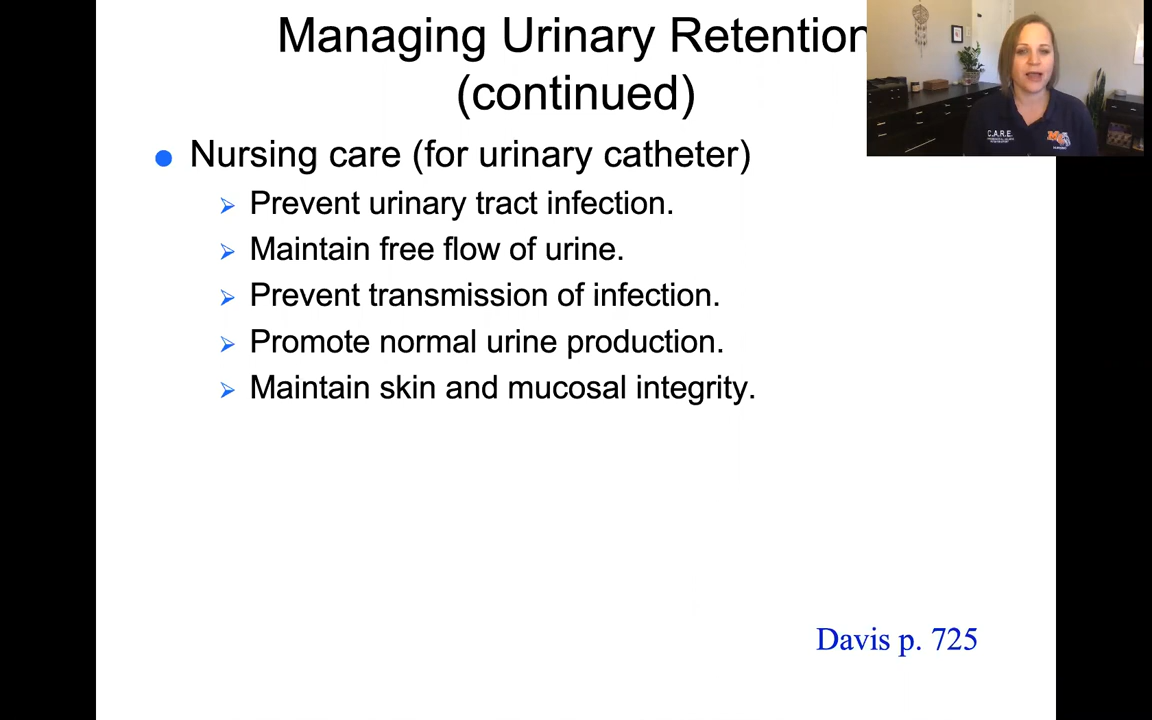 Managing Urinary Retention
(continued)
Nursing care (for urinary catheter)
Prevent urinary tract infection.
Maintain free flow of urine.
Prevent transmission of infection.
Promote normal urine production.
Maintain skin and mucosal integrity.
Davis p. 725
C.A.R.E.